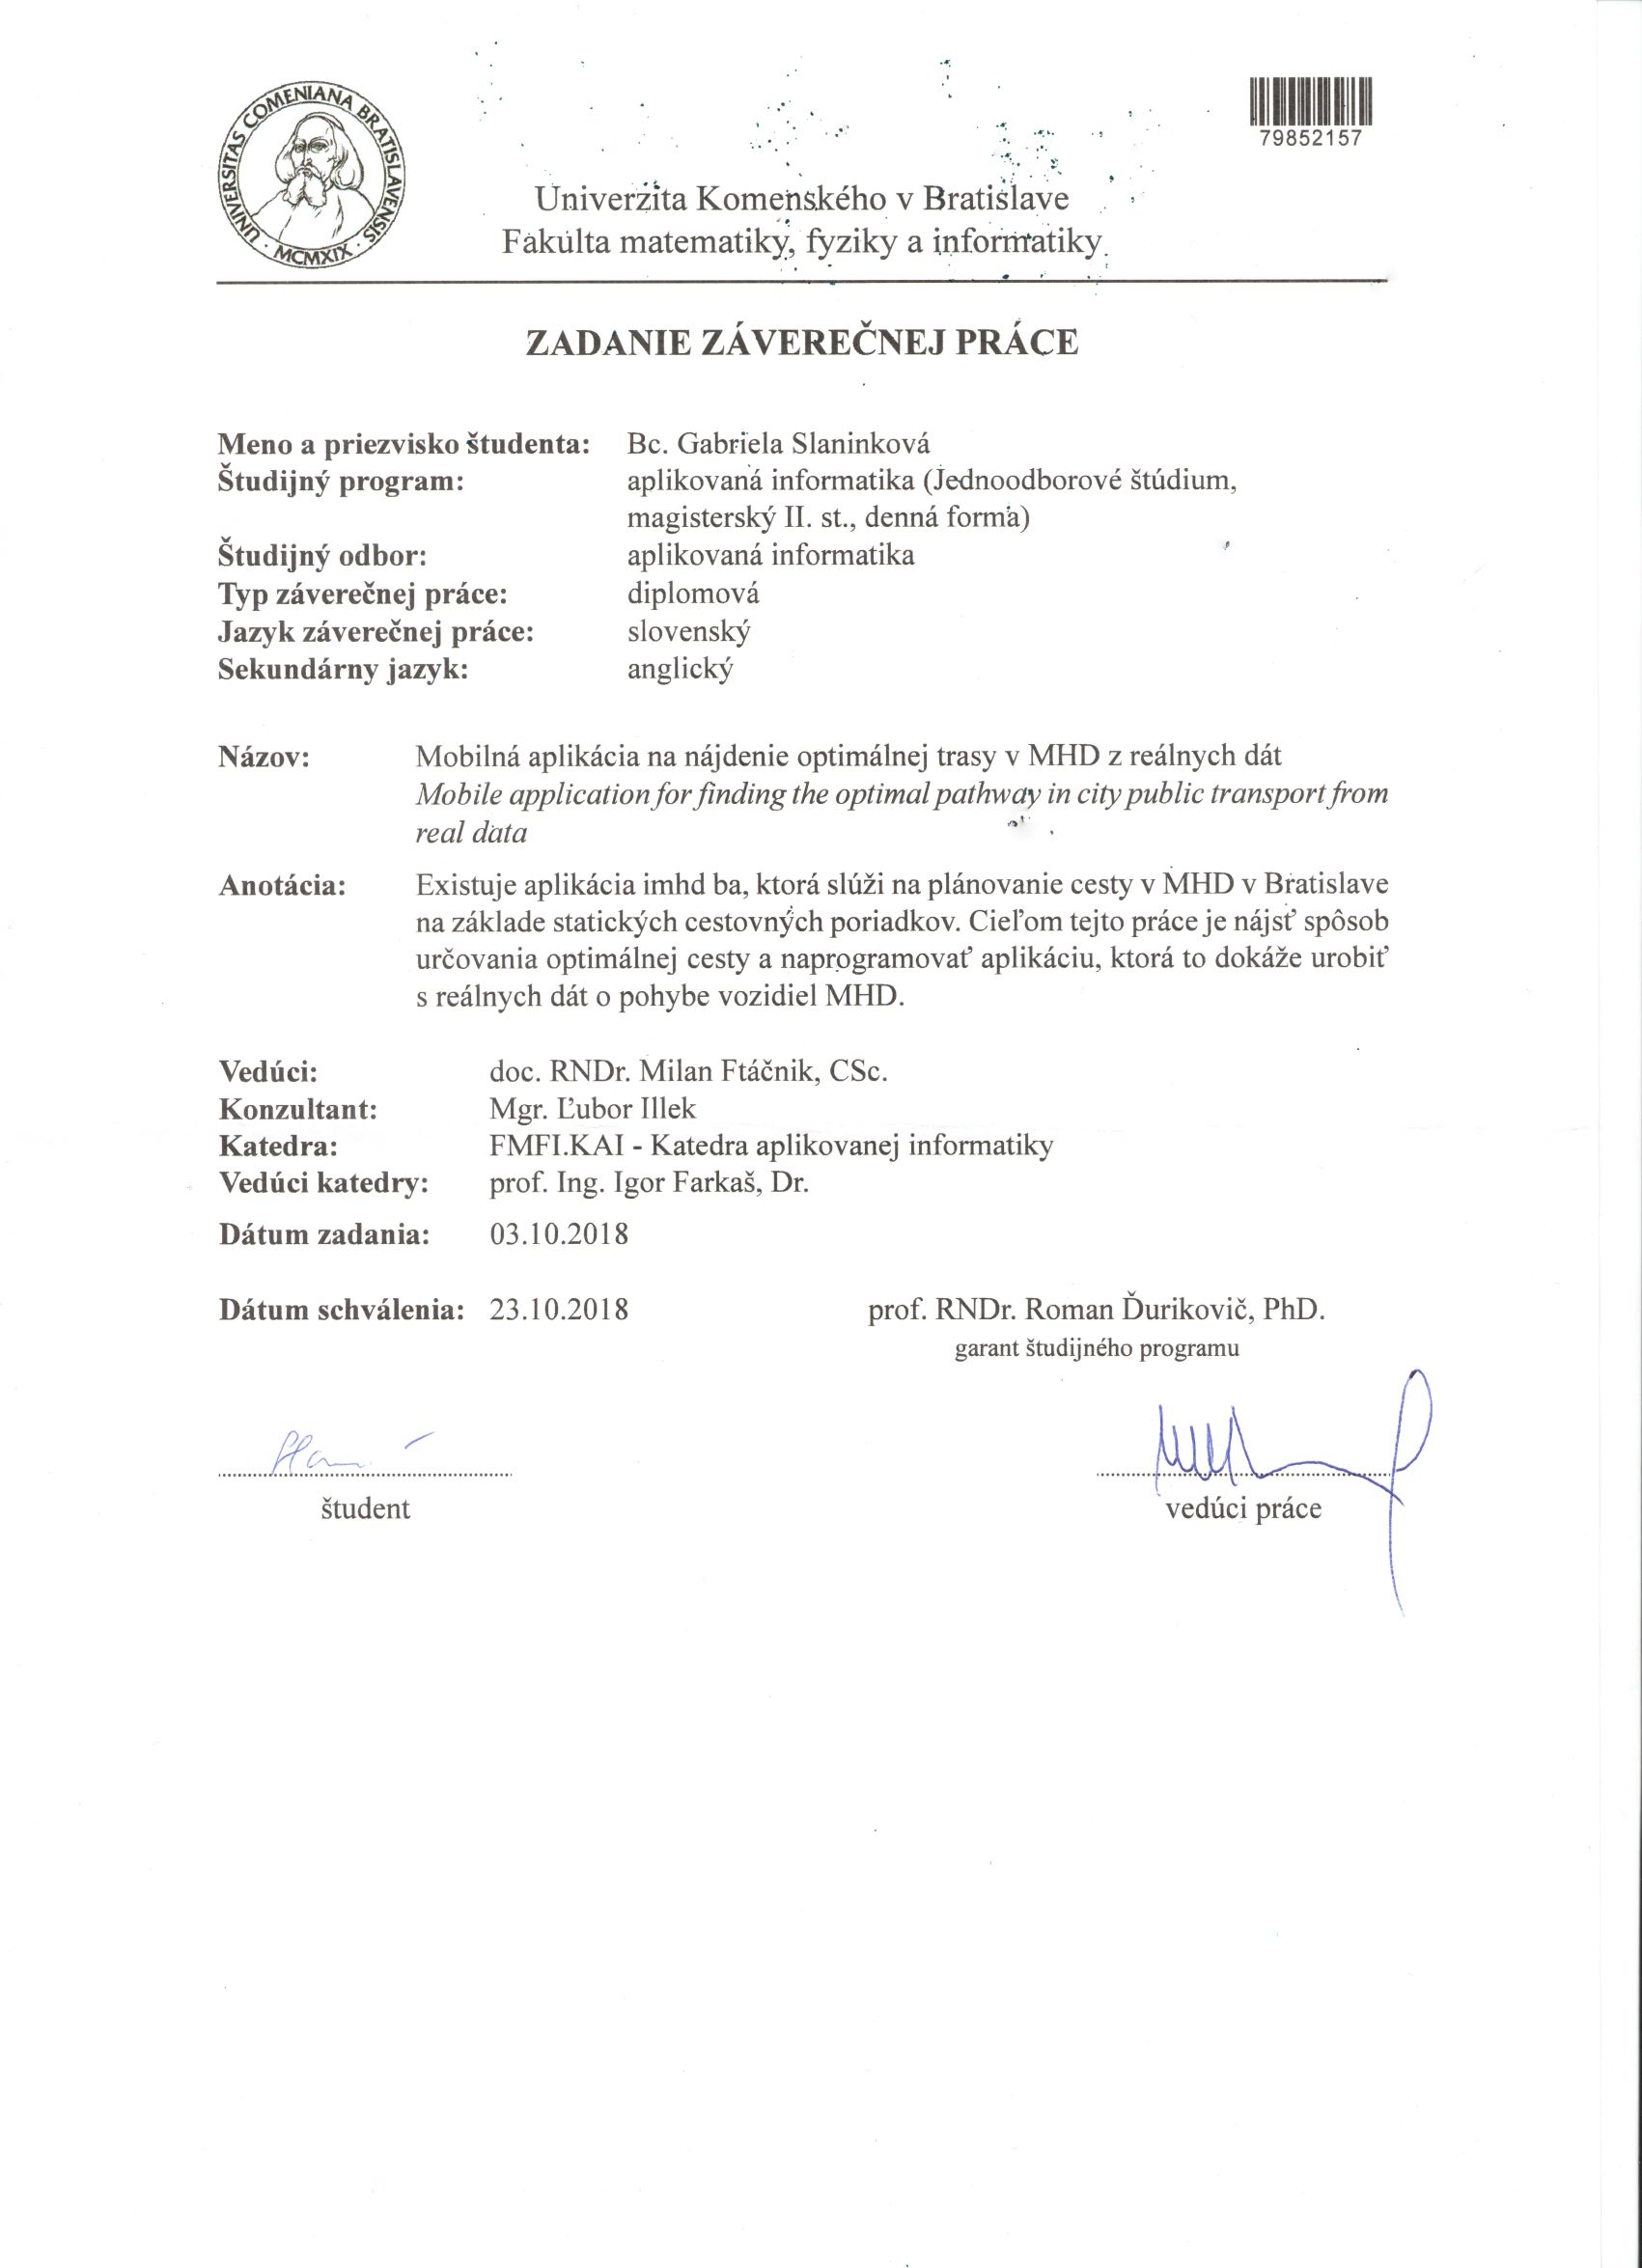 UNIVERSITAS COMENIANA BRATISLAVENSIS
MCMXIX
79852157
Univerzita Komenského v Bratislave
Fakulta matematiky, fyziky a informatiky
ZADANIE ZÁVEREČNEJ PRÁCE
Meno a priezvisko študenta: Bc. Gabriela Slaninková
Študijný program: aplikovaná informatika (Jednoodborové štúdium,
magisterský II. st., denná forma)
Študijný odbor: aplikovaná informatika
Typ záverečnej práce: diplomová
Jazyk záverečnej práce: slovenský
Sekundárny jazyk: anglický
Názov: Mobilná aplikácia na nájdenie optimálnej trasy v MHD z reálnych dát
Mobile application for finding the optimal pathway in city public transport from
real data
Anotácia: Existuje aplikácia imhd ba, ktorá slúži na plánovanie cesty v MHD v Bratislave
na základe statických cestovných poriadkov. Cieľom tejto práce je nájsť spôsob
určovania optimálnej cesty a naprogramovať aplikáciu, ktorá to dokáže urobiť
s reálnych dát o pohybe vozidiel MHD.
Vedúci: doc. RNDr. Milan Ftáčnik, CSc.
Konzultant: Mgr. Ľubor Illek
Katedra: FMFI.KAI - Katedra aplikovanej informatiky
Vedúci katedry: prof. Ing. Igor Farkaš, Dr.
Dátum zadania: 03.10.2018
Dátum schválenia: 23.10.2018 prof. RNDr. Roman Ďurikovič, PhD.
garant študijného programu
študent vedúci práce